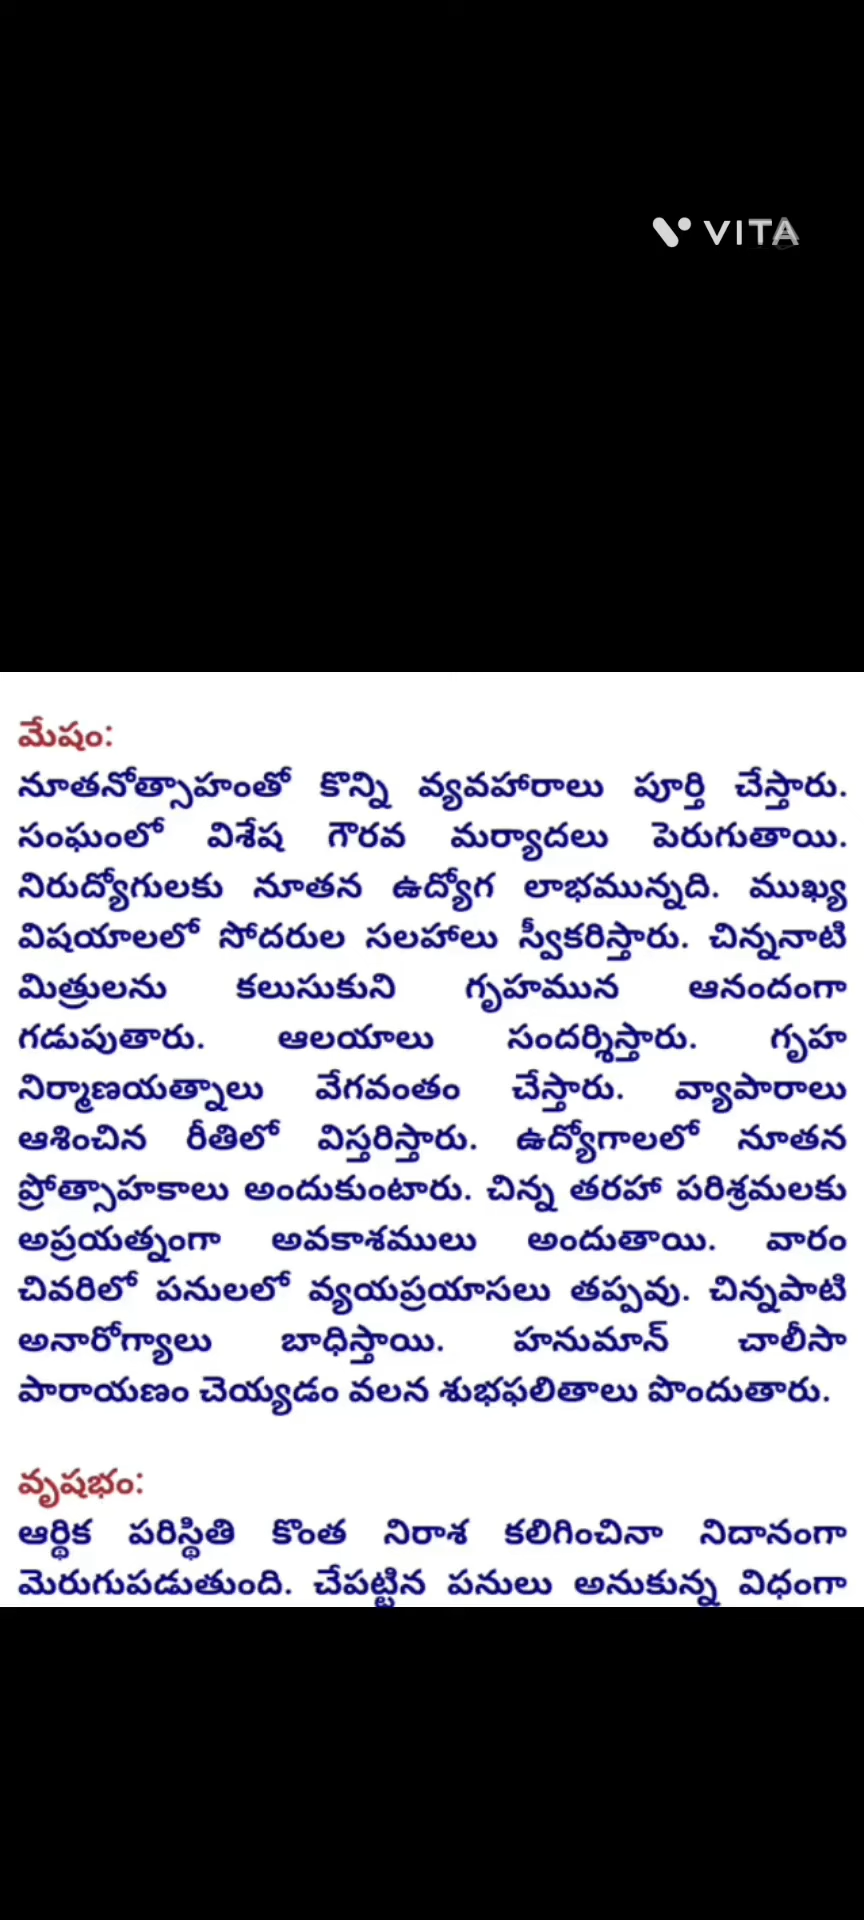 VITA
మేషం:
నూతనోత్సాహంతో కొన్ని వ్యవహారాలు పూర్తి చేస్తారు.
సంఘంలో విశేష గౌరవ మర్యాదలు పెరుగుతాయి.
నిరుద్యోగులకు నూతన ఉద్యోగ లాభమున్నది. ముఖ్య
విషయాలలో సోదరుల సలహాలు స్వీకరిస్తారు. చిన్ననాటి
మిత్రులను కలుసుకుని గృహమున ఆనందంగా
గడుపుతారు. ఆలయాలు సందర్శిస్తారు. గృహ
నిర్మాణయత్నాలు వేగవంతం చేస్తారు. వ్యాపారాలు
ఆశించిన రీతిలో విస్తరిస్తారు. ఉద్యోగాలలో నూతన
ప్రోత్సాహకాలు అందుకుంటారు. చిన్న తరహా పరిశ్రమలకు
అప్రయత్నంగా అవకాశములు అందుతాయి. వారం
చివరిలో పనులలో వ్యయప్రయాసలు తప్పవు. చిన్నపాటి
అనారోగ్యాలు బాధిస్తాయి. హనుమాన్ చాలీసా
పారాయణం చెయ్యడం వలన శుభఫలితాలు పొందుతారు.
వృషభం:
ఆర్థిక పరిస్థితి కొంత నిరాశ కలిగించినా నిదానంగా
మెరుగుపడుతుంది. చేపట్టిన పనులు అనుకున్న విధంగా